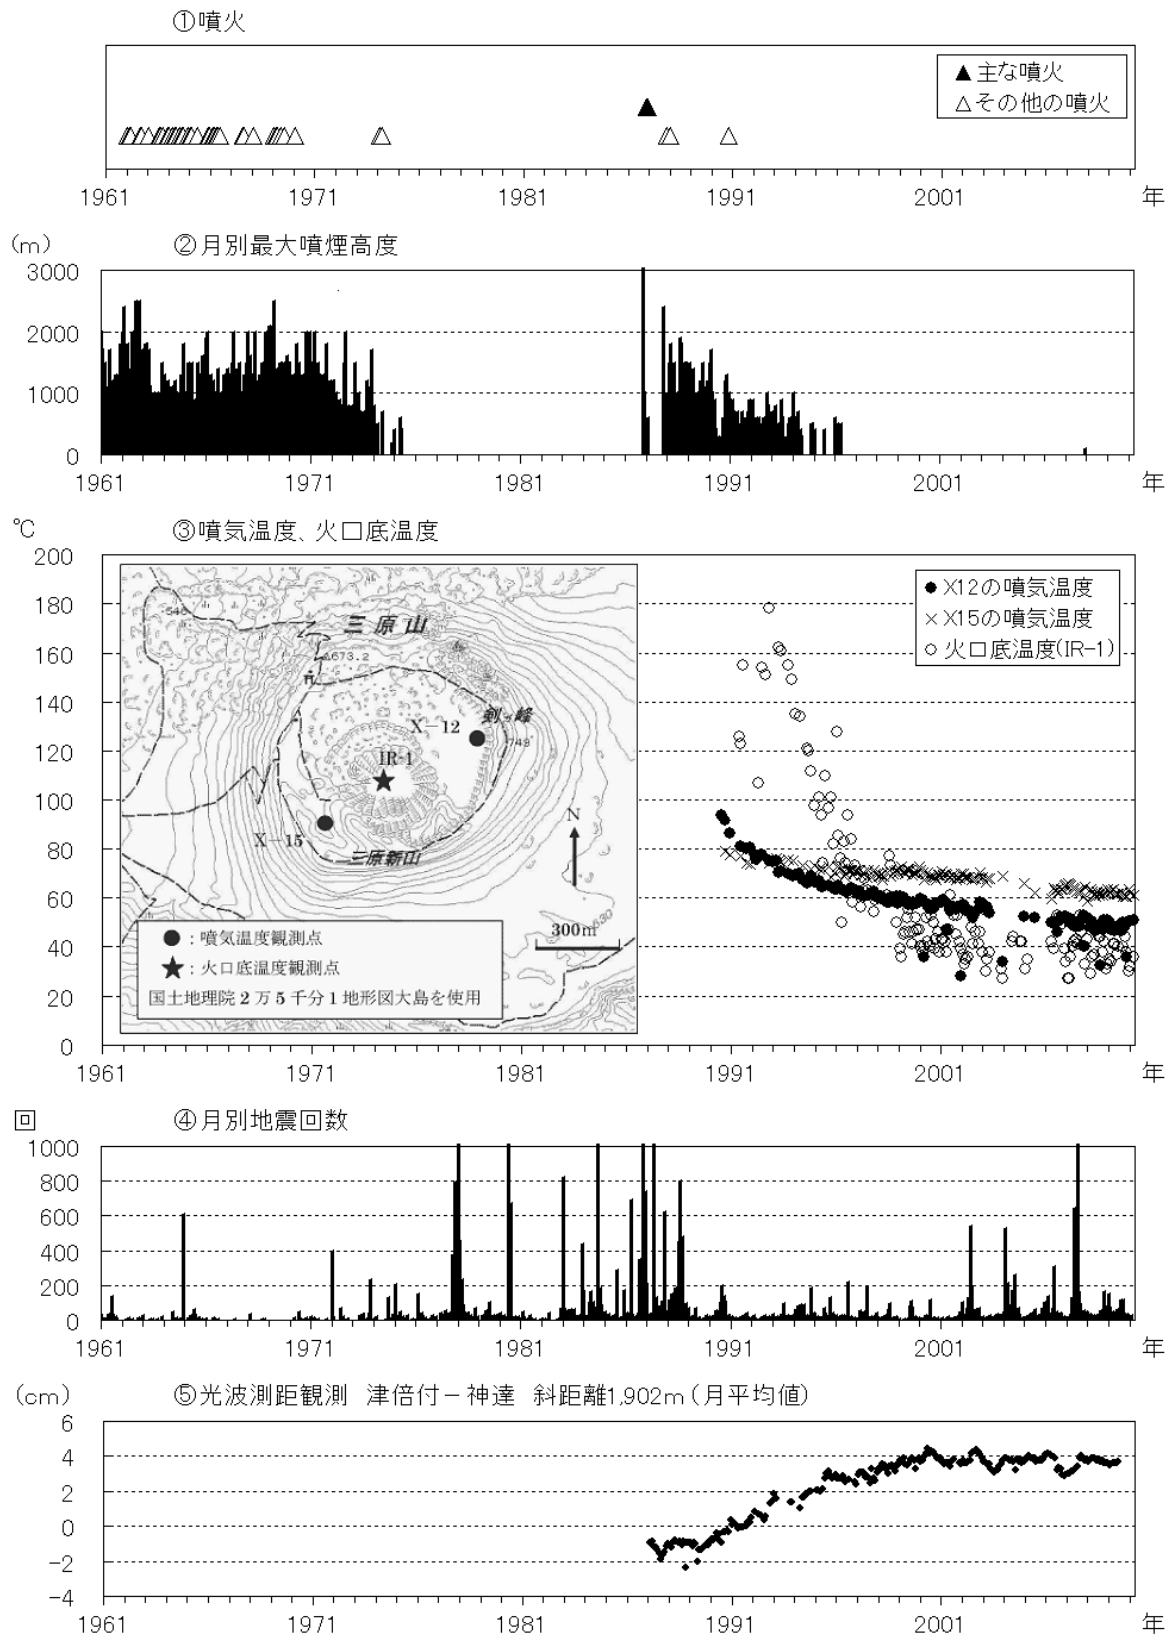 ①噴火
▲主な噴火
△その他の噴火
1961 1971 1981 1991 2001 年
(m) ②月別最大噴煙高度
3000
2000
1000
0
1961 1971 1981 1991 2001 年
℃ ③噴気温度、火口底温度
200
180
160
140
120
100
80
60
40
20
0
●X12の噴気温度
×X15の噴気温度
○火口底温度(IR-1)
三原山
673.2
X-12
剣ヶ峰
749
IR-1
N
X-15
三原新山
300m
●:噴気温度観測点
★:火口底温度観測点
国土地理院2万5千分1地形図大島を使用
1961 1971 1981 1991 2001 年
回 ④月別地震回数
1000
800
600
400
200
0
1961 1971 1981 1991 2001 年
(cm) ⑤光波測距観測 津倍付-神達 斜距離1,902m(月平均値)
6
4
2
0
-2
-4
1961 1971 1981 1991 2001 年